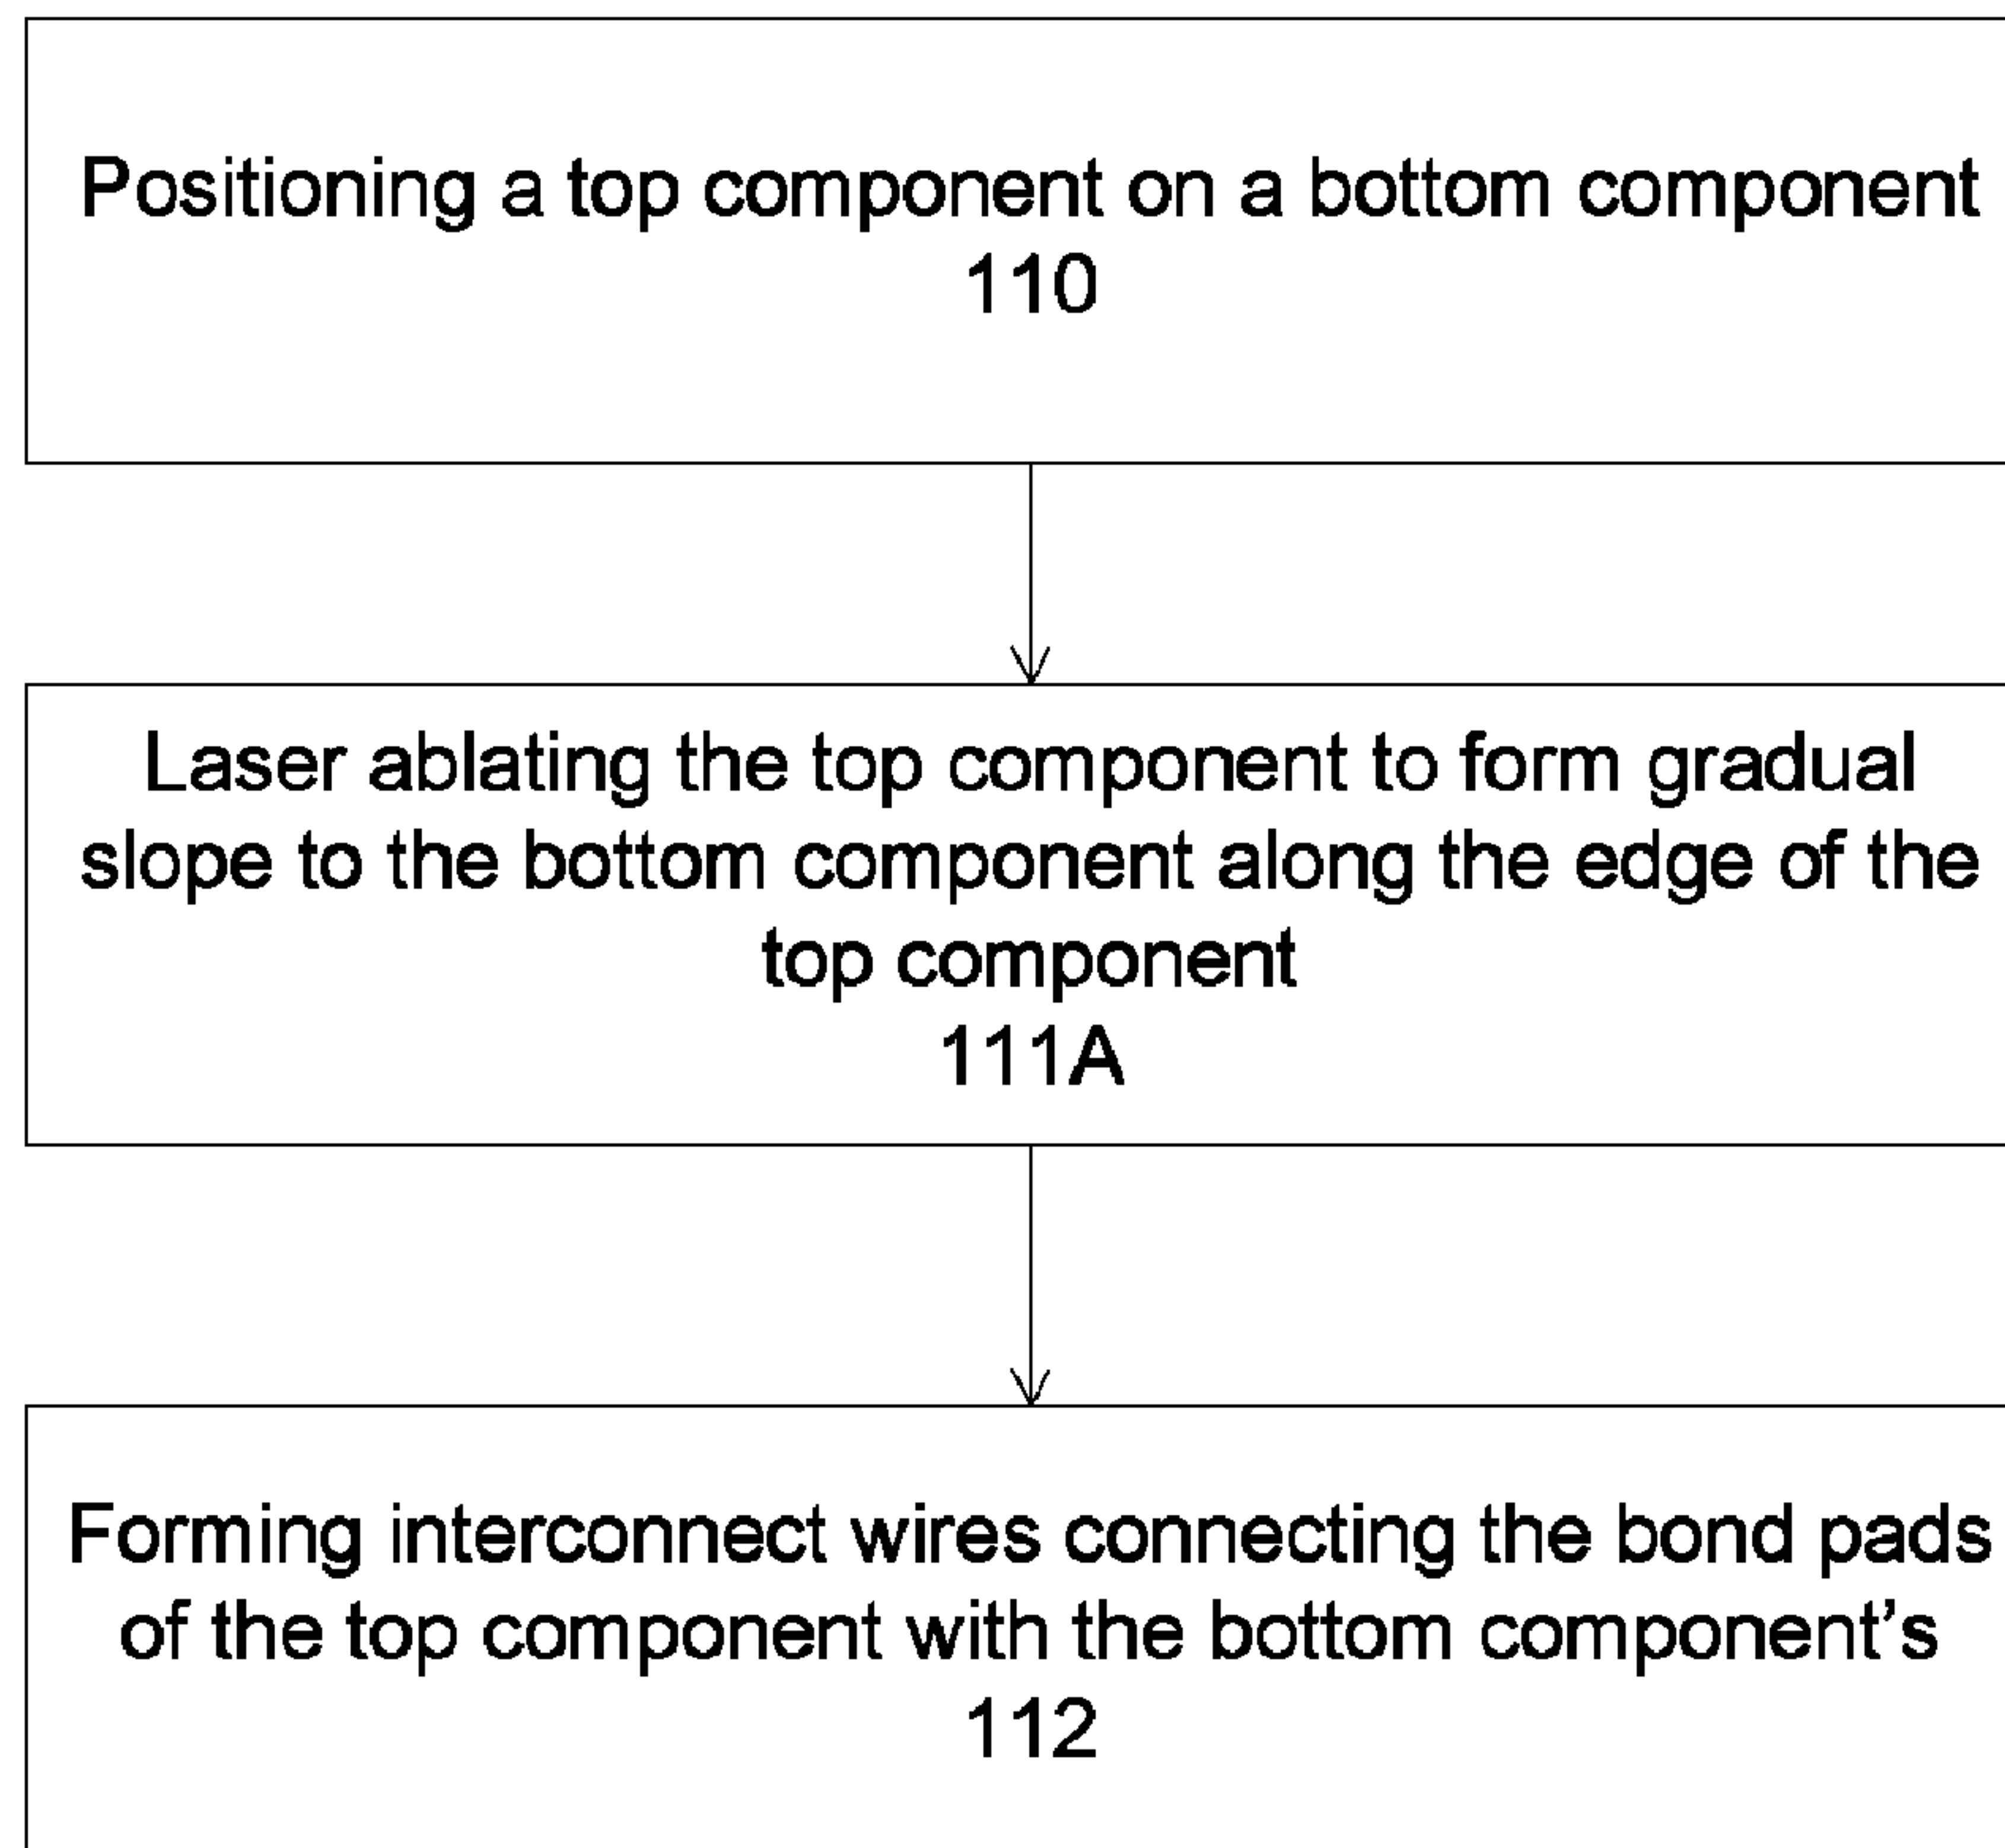 Positioning a top component on a bottom component
110
Laser ablating the top component to form gradual
slope to the bottom component along the edge of the
top component
111A
Forming interconnect wires connecting the bond pads
of the top component with the bottom component's
112